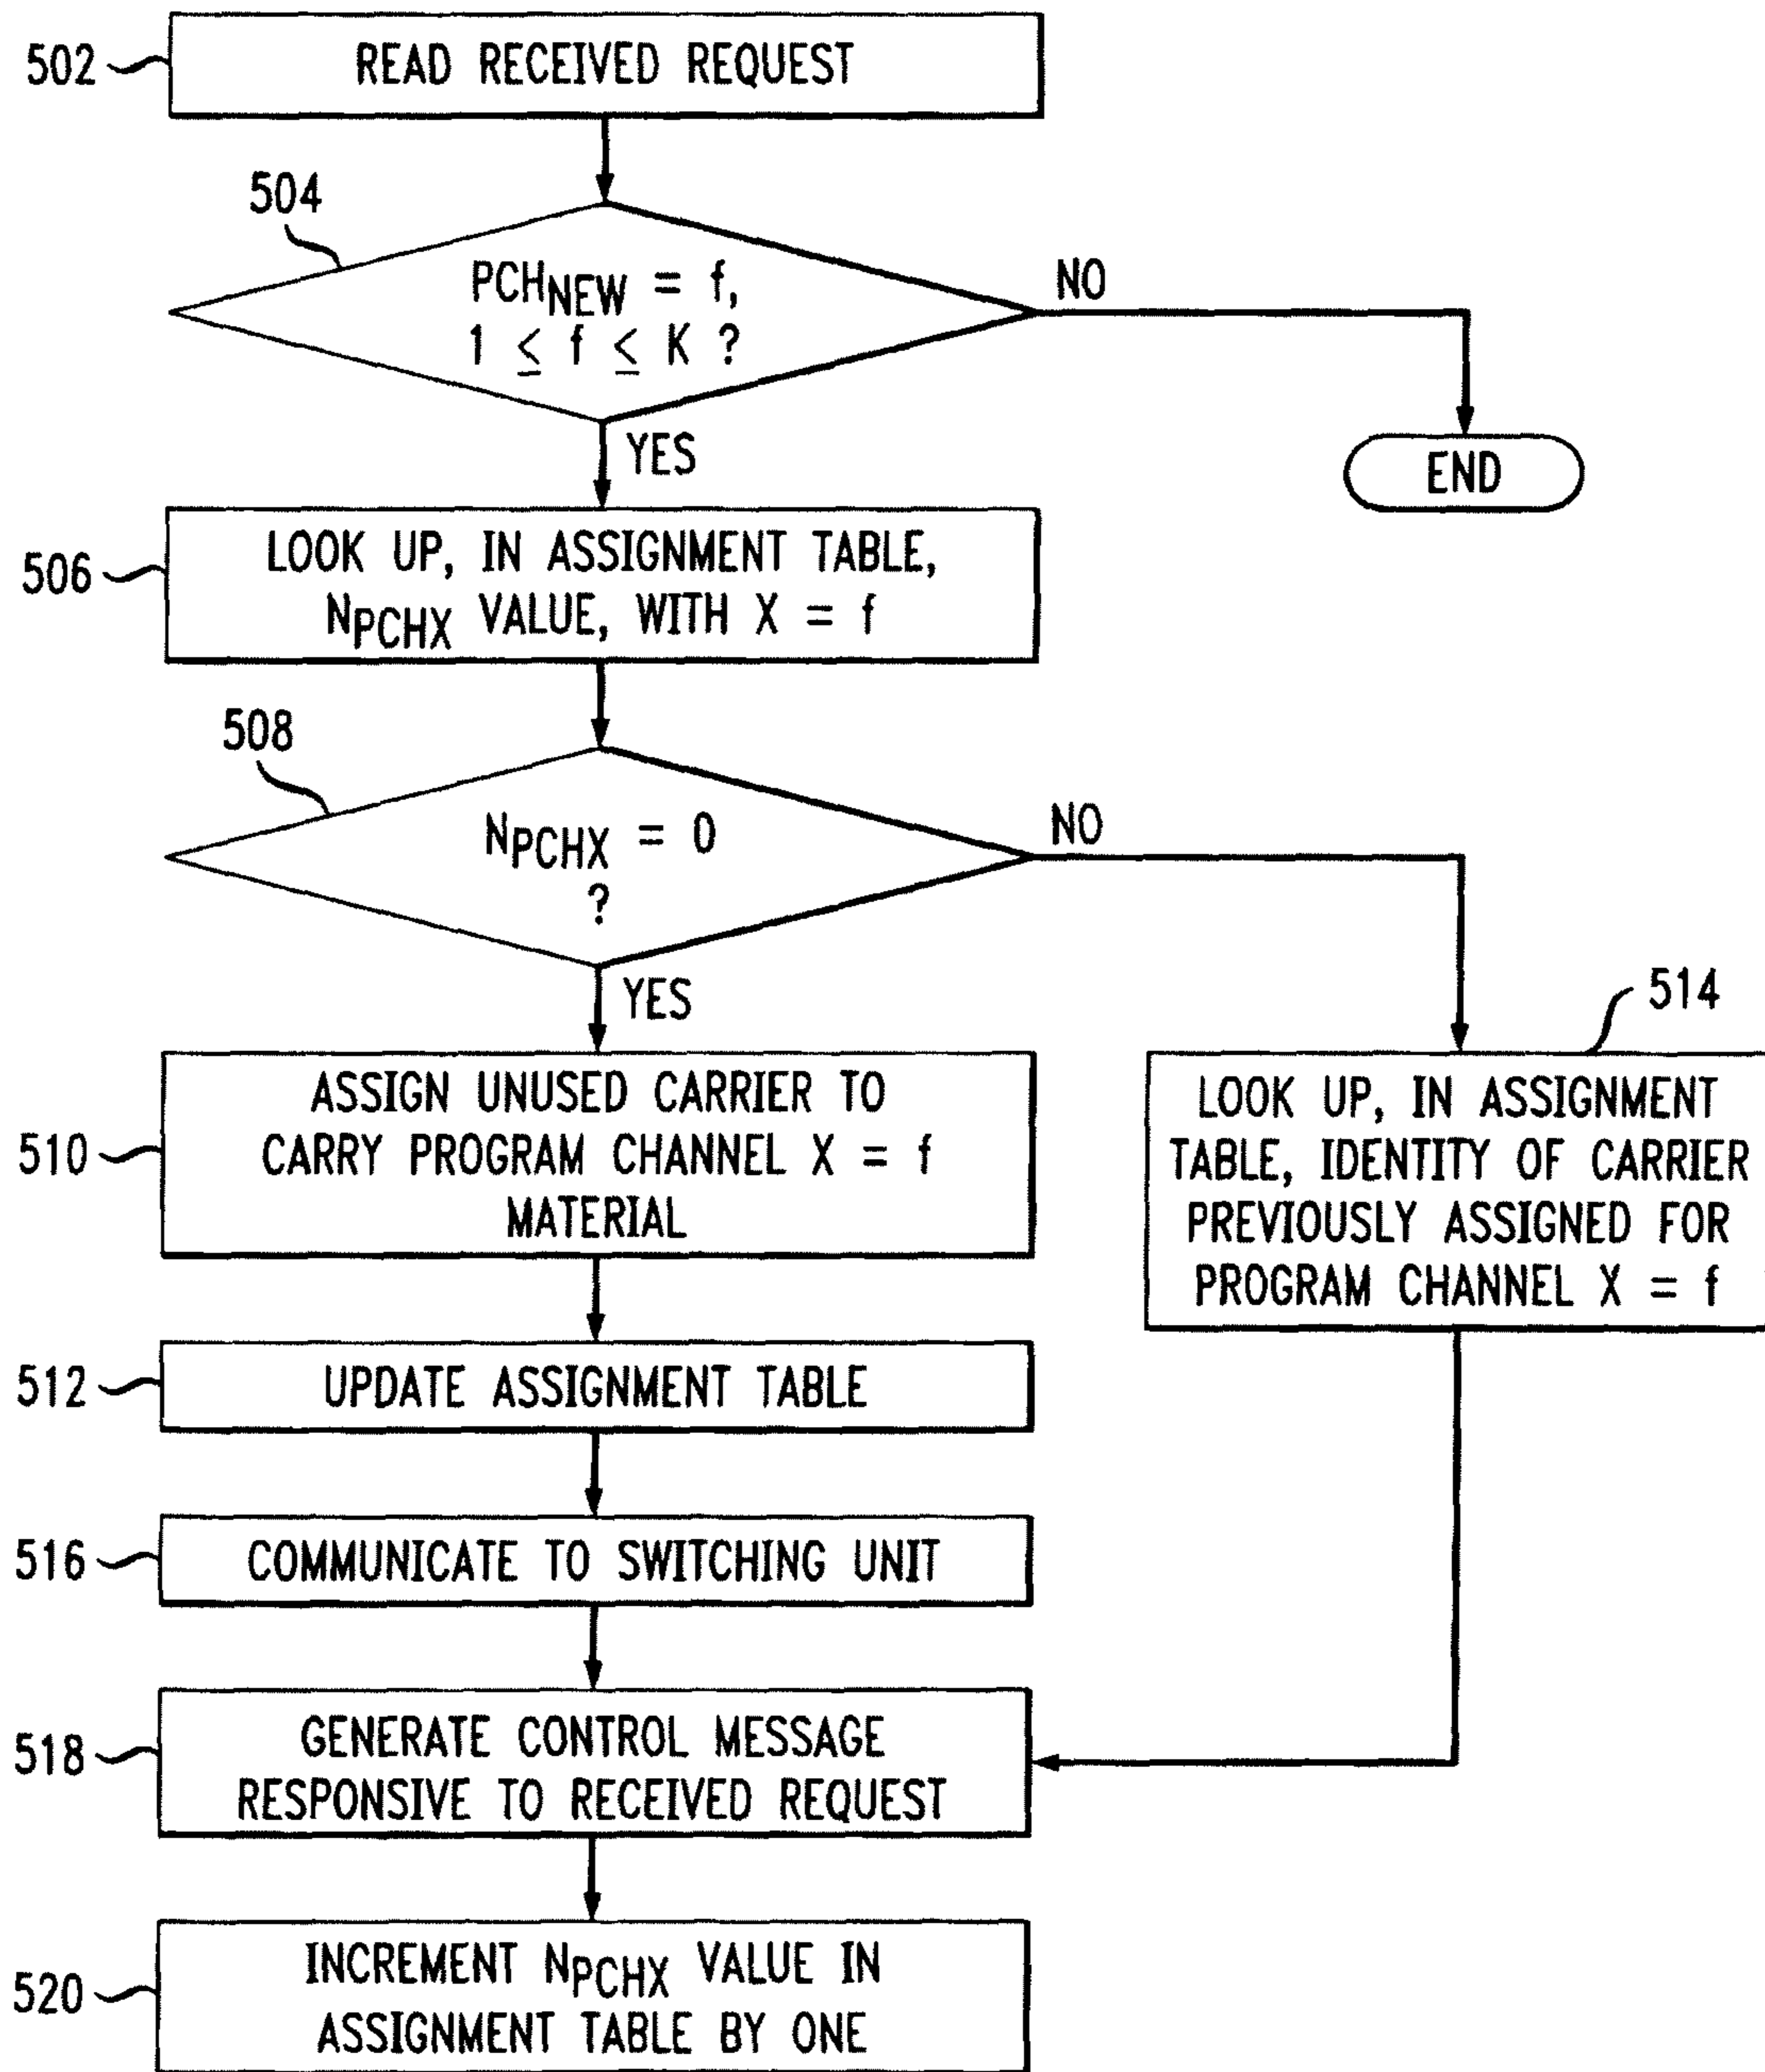 502
READ RECEIVED REQUEST
504
PCHNEW = f,
1 ≤ f ≤ K ?
NO
YES
END
506
LOOK UP, IN ASSIGNMENT TABLE,
NPCHX VALUE, WITH X = f
508
NPCHX = 0
?
NO
YES
510
ASSIGN UNUSED CARRIER TO
CARRY PROGRAM CHANNEL X = f
MATERIAL
514
LOOK UP, IN ASSIGNMENT
TABLE, IDENTITY OF CARRIER
PREVIOUSLY ASSIGNED FOR
PROGRAM CHANNEL X = f
512
UPDATE ASSIGNMENT TABLE
516
COMMUNICATE TO SWITCHING UNIT
518
GENERATE CONTROL MESSAGE
RESPONSIVE TO RECEIVED REQUEST
520
INCREMENT NPCHX VALUE IN
ASSIGNMENT TABLE BY ONE